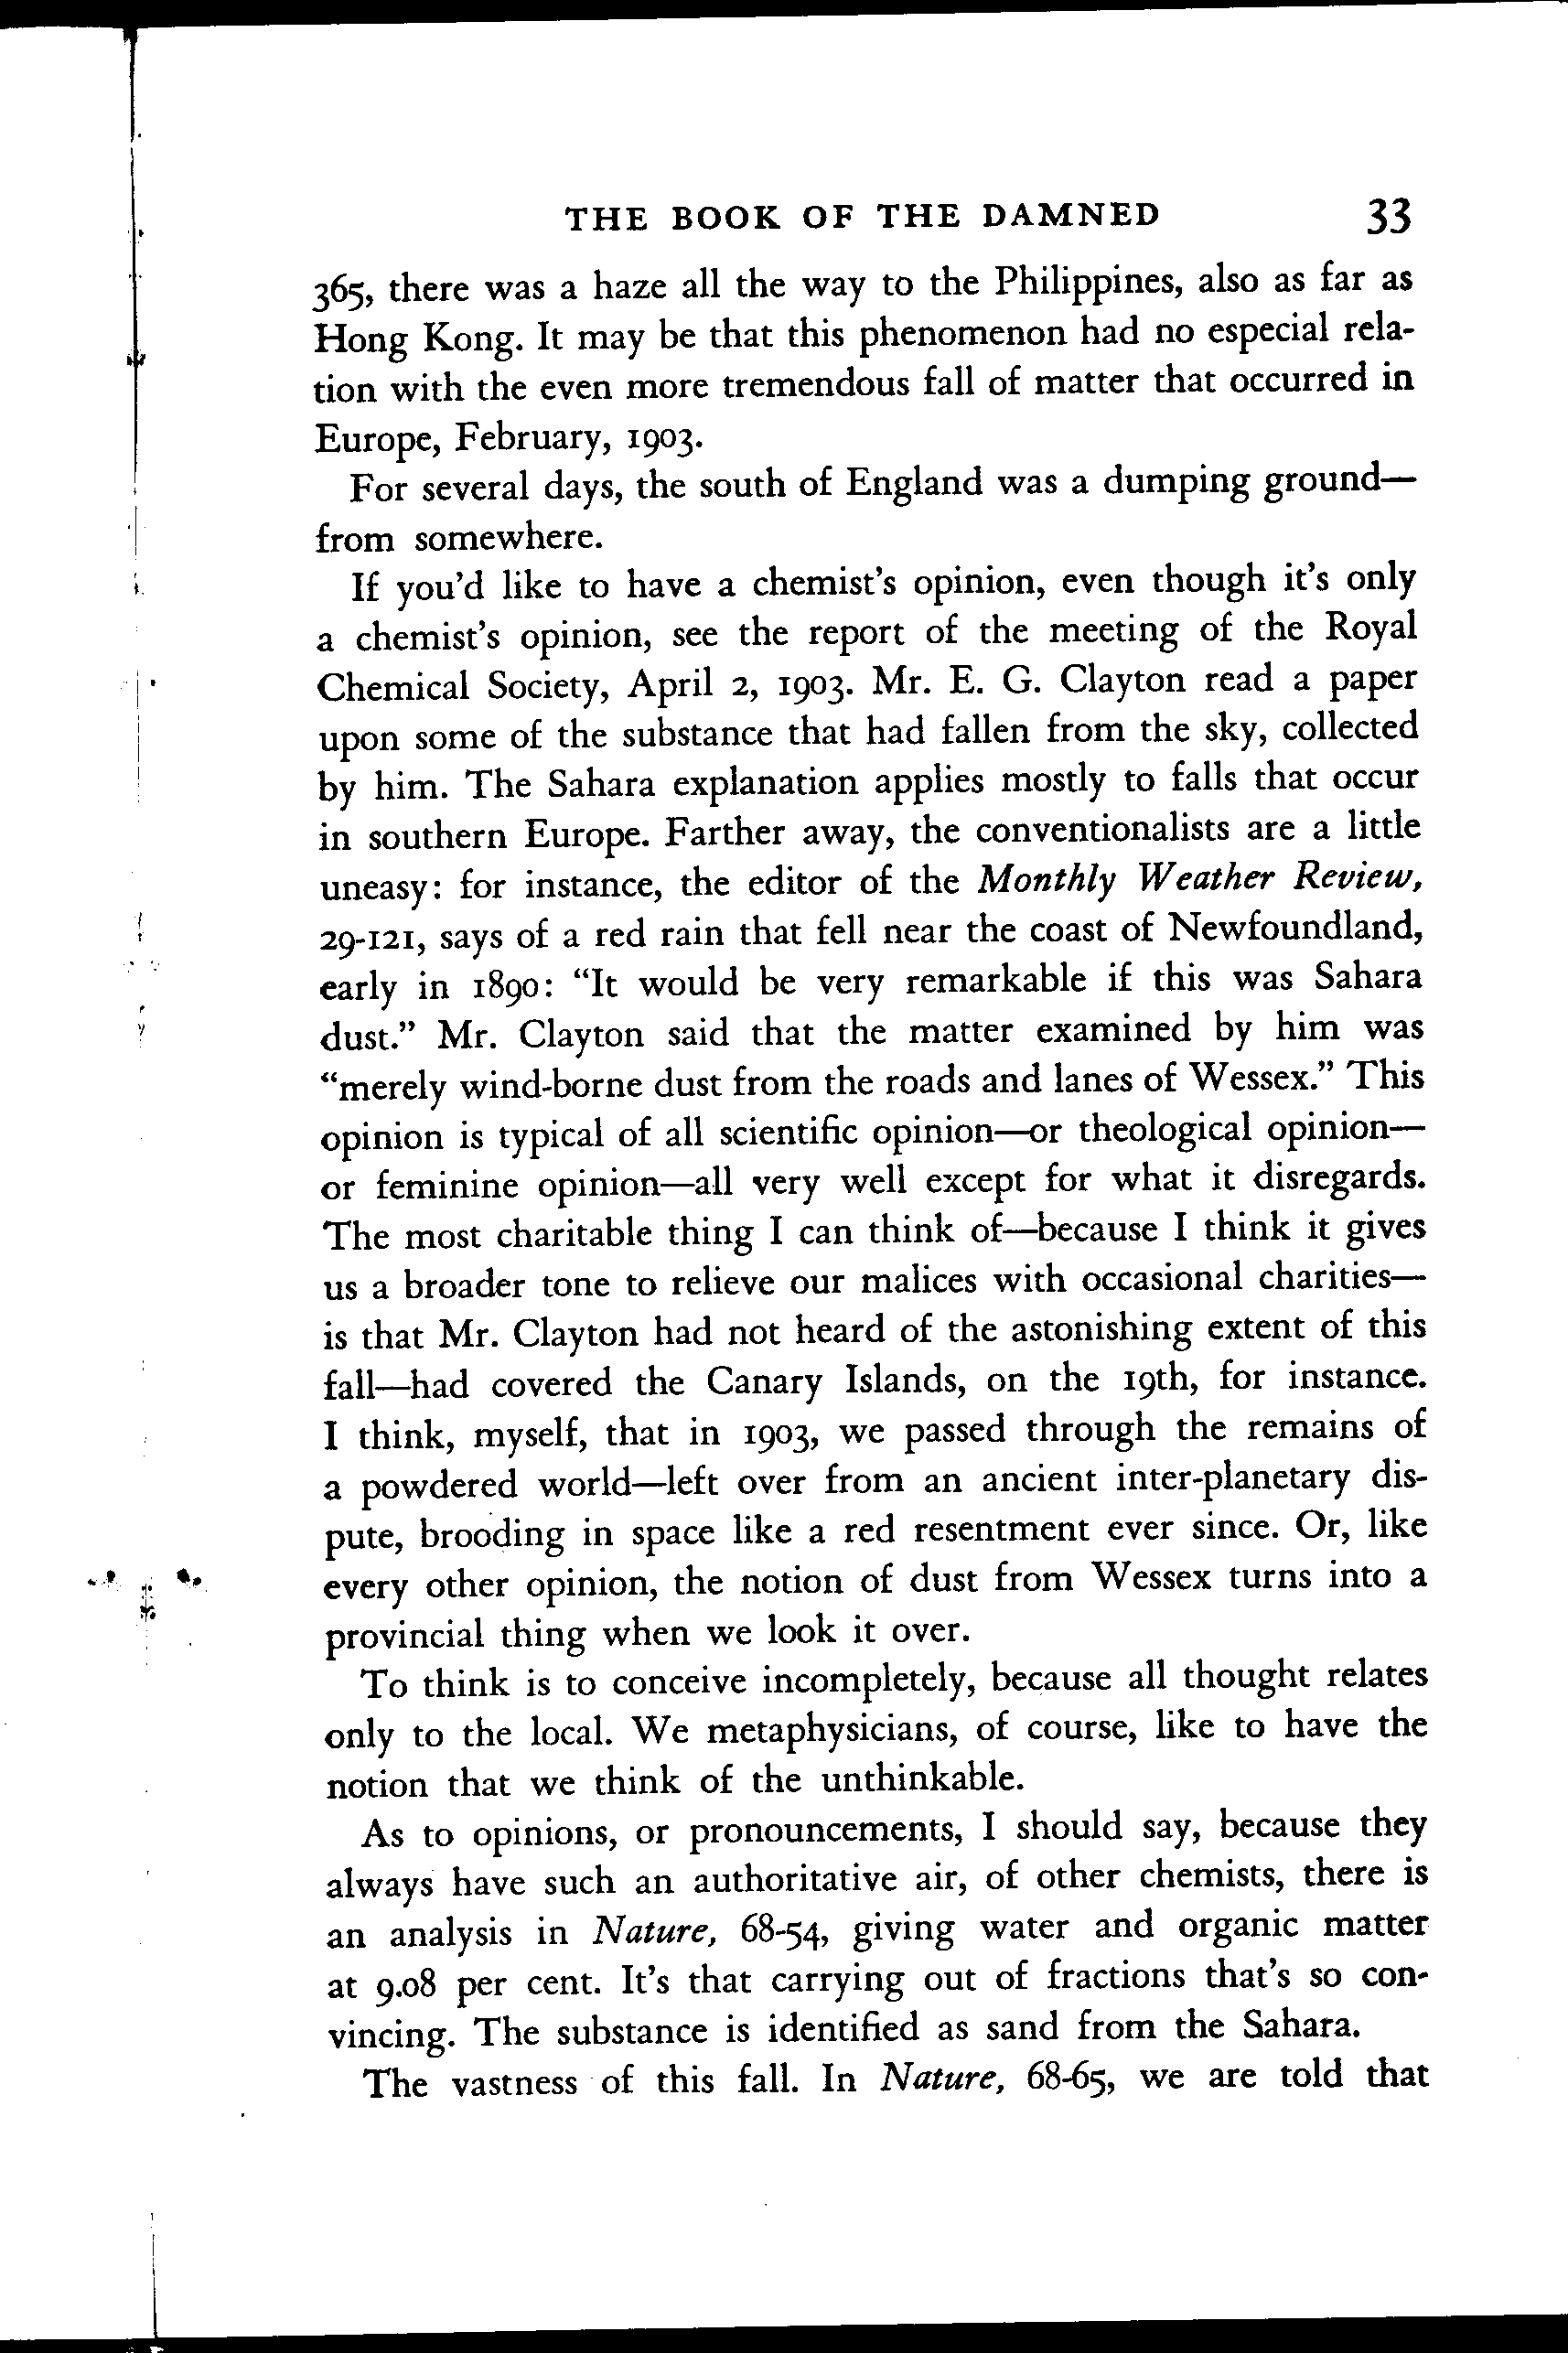 THE BOOK OF THE DAMNED 33
365, there was a haze all the way to the Philippines, also as far as
Hong Kong. It may be that this phenomenon had no especial rela-
tion with the even more tremendous fall of matter that occurred in
Europe, February, 1903.
For several days, the south of England was a dumping ground—
from somewhere.
If you'd like to have a chemist's opinion, even though it's only
a chemist's opinion, see the report of the meeting of the Royal
Chemical Society, April 2, 1903. Mr. E. G. Clayton read a paper
upon some of the substance that had fallen from the sky, collected
by him. The Sahara explanation applies mostly to falls that occur
in southern Europe. Farther away, the conventionalists are a little
uneasy: for instance, the editor of the Monthly Weather Review,
29-121, says of a red rain that fell near the coast of Newfoundland,
early in 1890: “It would be very remarkable if this was Sahara
dust.” Mr. Clayton said that the matter examined by him was
“merely wind-borne dust from the roads and lanes of Wessex.” This
opinion is typical of all scientific opinion—or theological opinion—
or feminine opinion—all very well except for what it disregards.
The most charitable thing I can think of—because I think it gives
us a broader tone to relieve our malices with occasional charities—
is that Mr. Clayton had not heard of the astonishing extent of this
fall—had covered the Canary Islands, on the 19th, for instance.
I think, myself, that in 1903, we passed through the remains of
a powdered world—left over from an ancient inter-planetary dis-
pute, brooding in space like a red resentment ever since. Or, like
every other opinion, the notion of dust from Wessex turns into a
provincial thing when we look it over.
To think is to conceive incompletely, because all thought relates
only to the local. We metaphysicians, of course, like to have the
notion that we think of the unthinkable.
As to opinions, or pronouncements, I should say, because they
always have such an authoritative air, of other chemists, there is
an analysis in Nature, 68-54, giving water and organic matter
at 9.08 per cent. It's that carrying out of fractions that's so con-
vincing. The substance is identified as sand from the Sahara.
The vastness of this fall. In Nature, 68-65, we are told that